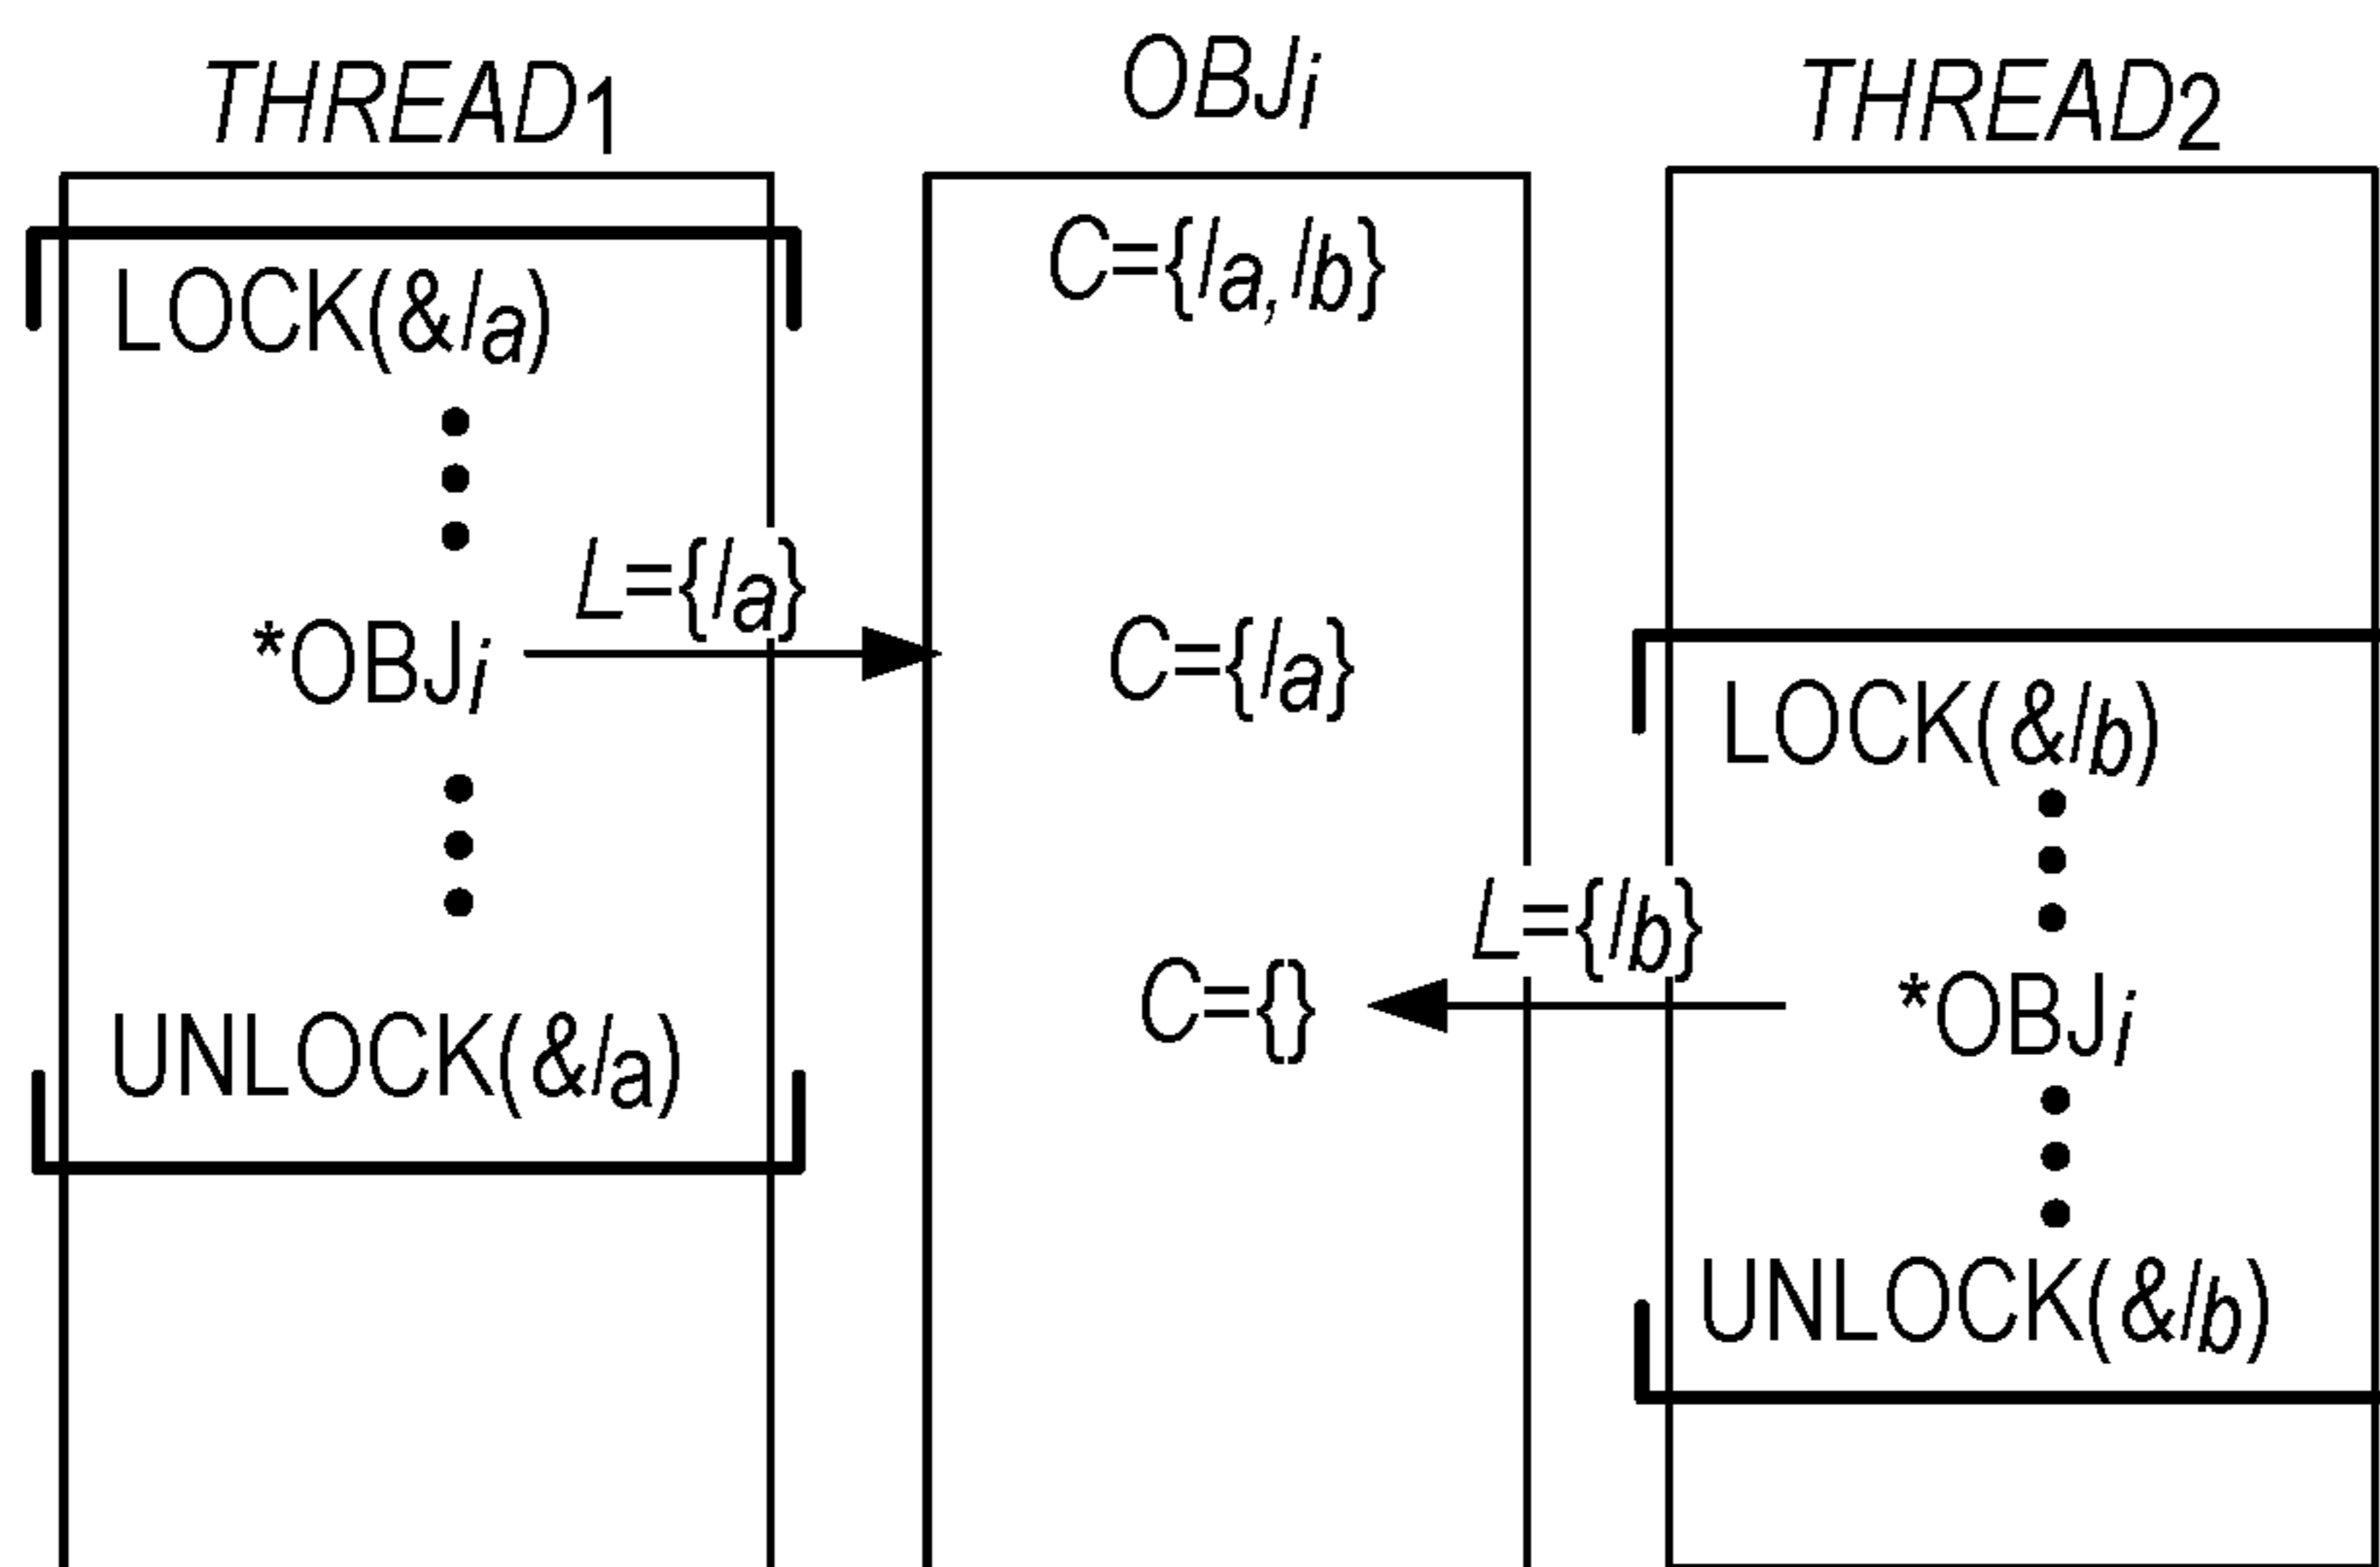 THREAD1
LOCK(&la)
*OBJi
L={la}
UNLOCK(&la)
OBJi
C={la,lb}
C={la}
C={}
THREAD2
LOCK(&lb)
L={lb}
*OBJi
UNLOCK(&lb)